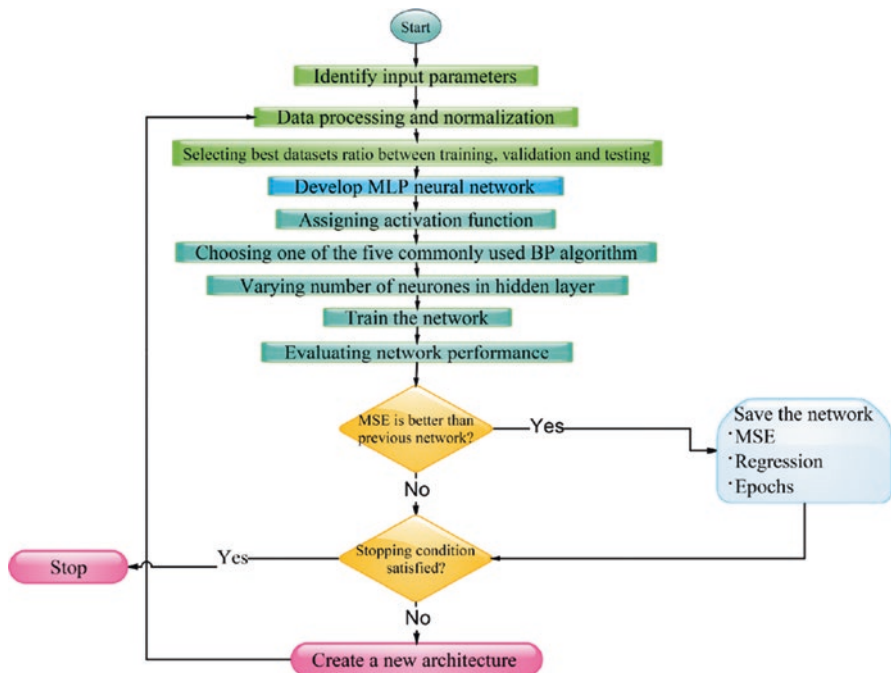 Start
Identify input parameters
Data processing and normalization
Selecting best datasets ratio between training, validation and testing
Develop MLP neural network
Assigning activation function
Choosing one of the five commonly used BP algorithm
Varying number of neurones in hidden layer
Train the network
Evaluating network performance
MSE is better than
previous network?
Yes
Save the network
· MSE
· Regression
· Epochs
No
Stopping condition
satisfied?
Yes
Stop
No
Create a new architecture